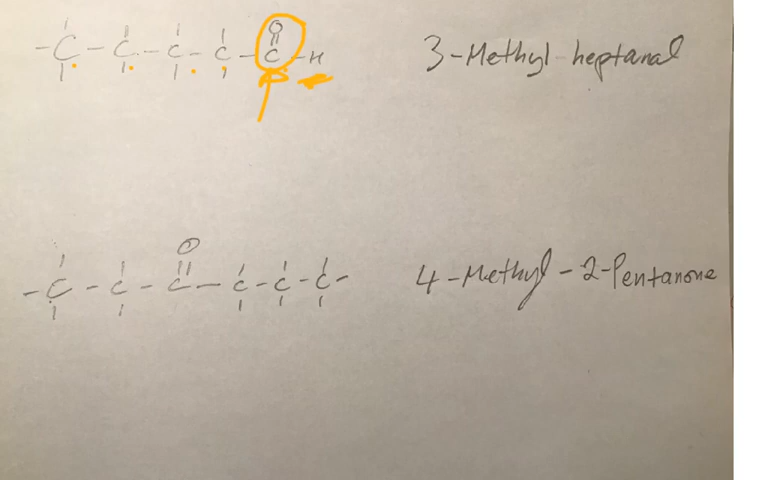 O
-C-C-C-C-C-H
3-Methyl heptanal
O
-C-C-C-C-C-C-
4-Methyl-2-Pentanone